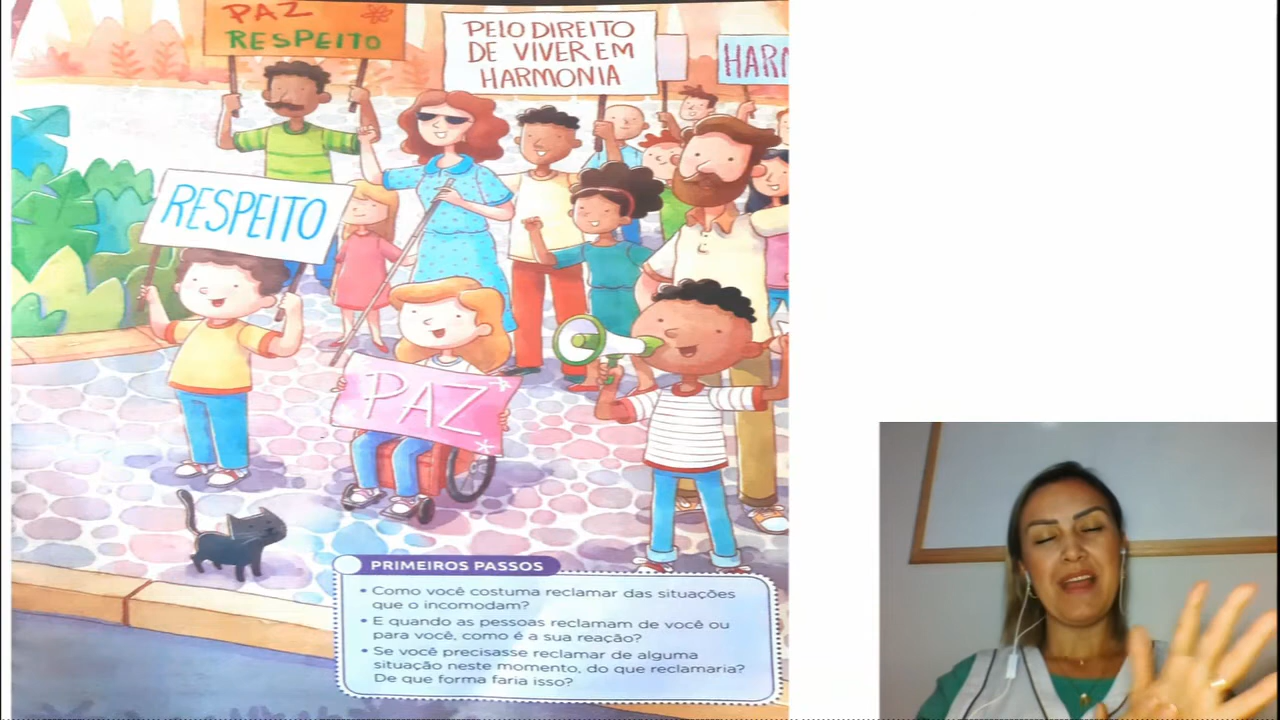 PAZ
RESPEITO
PELO DIREITO
DE VIVER EM
HARMONIA
RESPEITO
PAZ
PRIMEIROS PASSOS
• Como você costuma reclamar das situações
que o incomodam?
• E quando as pessoas reclamam de você ou
para você, como é a sua reação?
• Se você precisasse reclamar de alguma
situação neste momento, do que reclamaria?
De que forma faria isso?